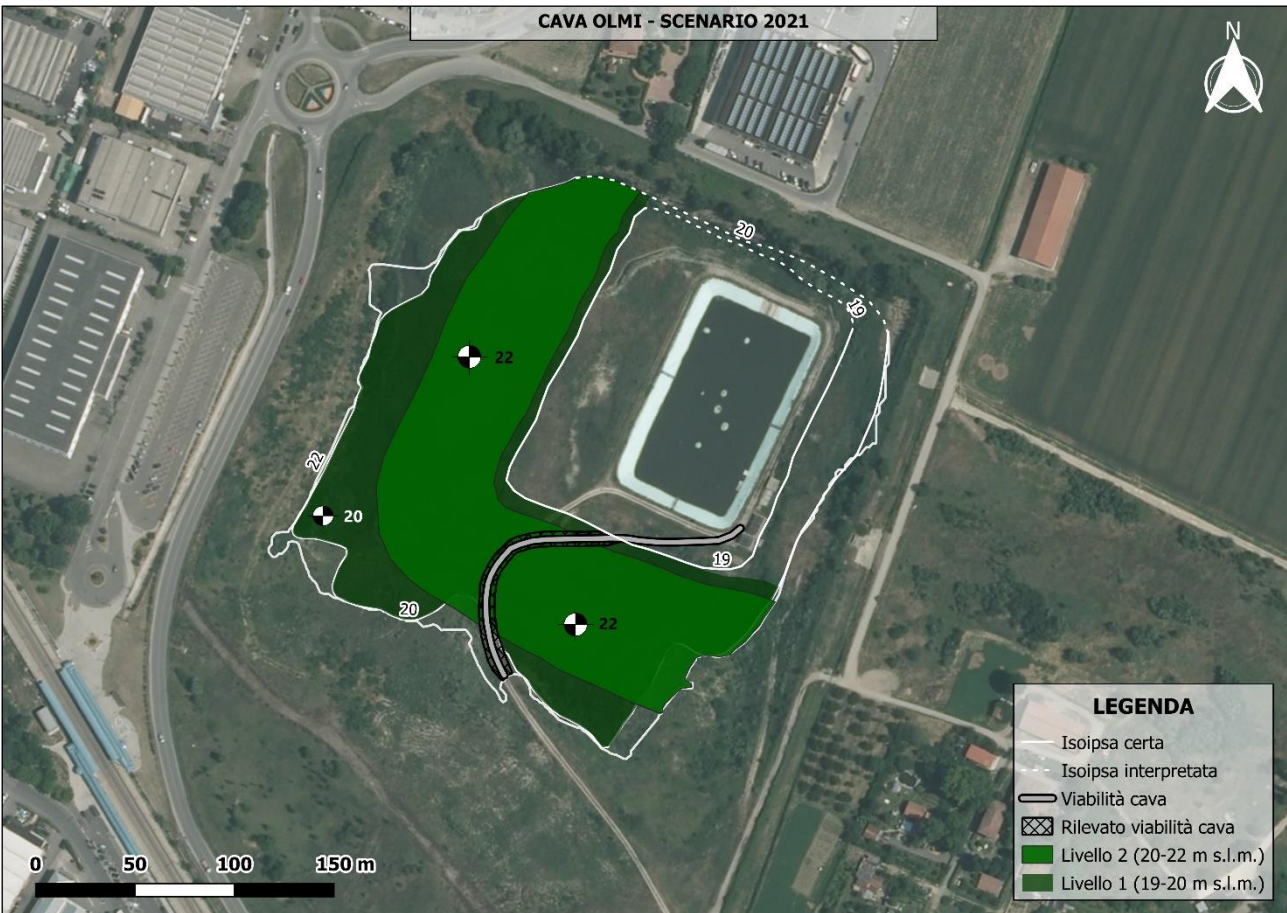 CAVA OLMI - SCENARIO 2021
N
20
19
22
22
20
19
20
22
LEGENDA
Isoipsa certa
Isoipsa interpretata
Viabilità cava
Rilevato viabilità cava
Livello 2 (20-22 m s.l.m.)
Livello 1 (19-20 m s.l.m.)
0 50 100 150 m